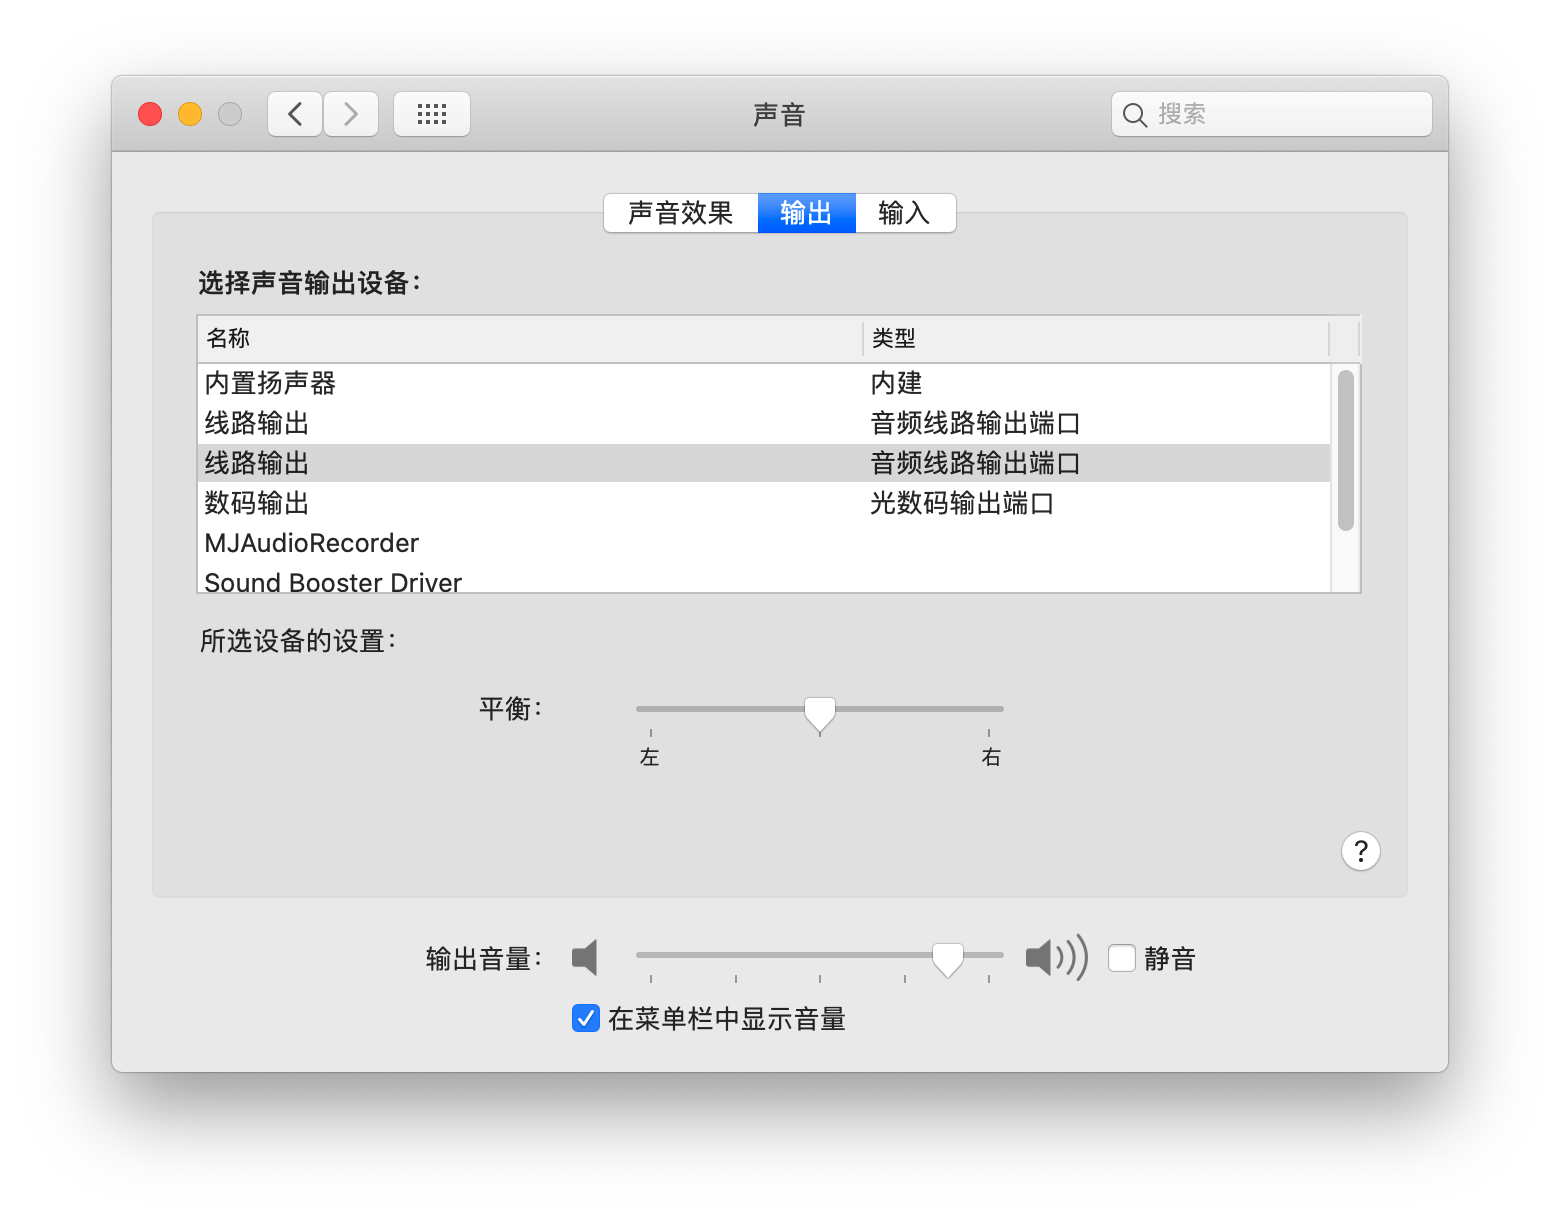 声音
搜索
声音效果 输出 输入
选择声音输出设备：
名称 类型
内置扬声器 内建
线路输出 音频线路输出端口
线路输出 音频线路输出端口
数码输出 光数码输出端口
MJAudioRecorder
Sound Booster Driver
所选设备的设置：
平衡：
左 右
?
输出音量： 静音
在菜单栏中显示音量